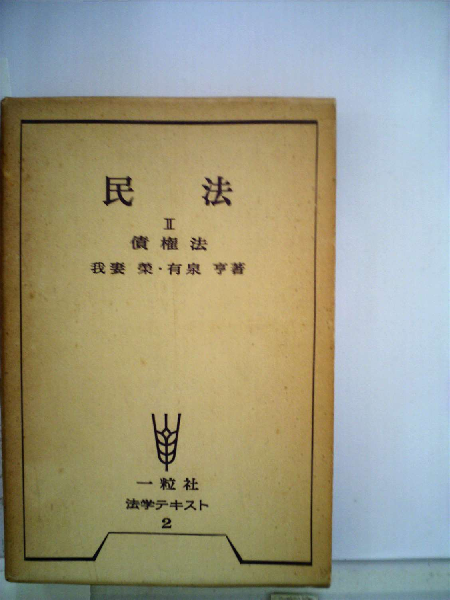 民法
II
債権法
我妻 榮・有泉 亨著
一粒社
法学テキスト
2